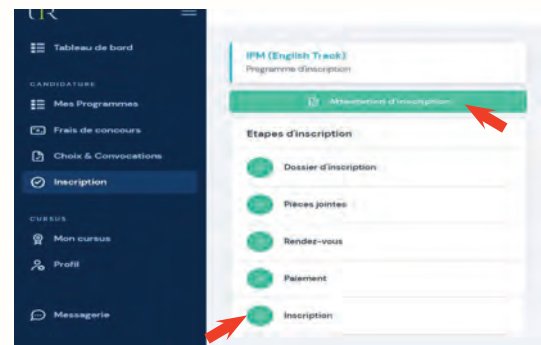 UIR
Tableau de bord
CANDIDATURE
Mes Programmes
Frais de concours
Choix & Convocations
Inscription
CURSUS
Mon cursus
Profil
Messagerie
IPM (English Track)
Programme d'inscription
Attestation d'inscription
Etapes d'inscription
Dossier d'inscription
Pièces jointes
Rendez-vous
Paiement
Inscription